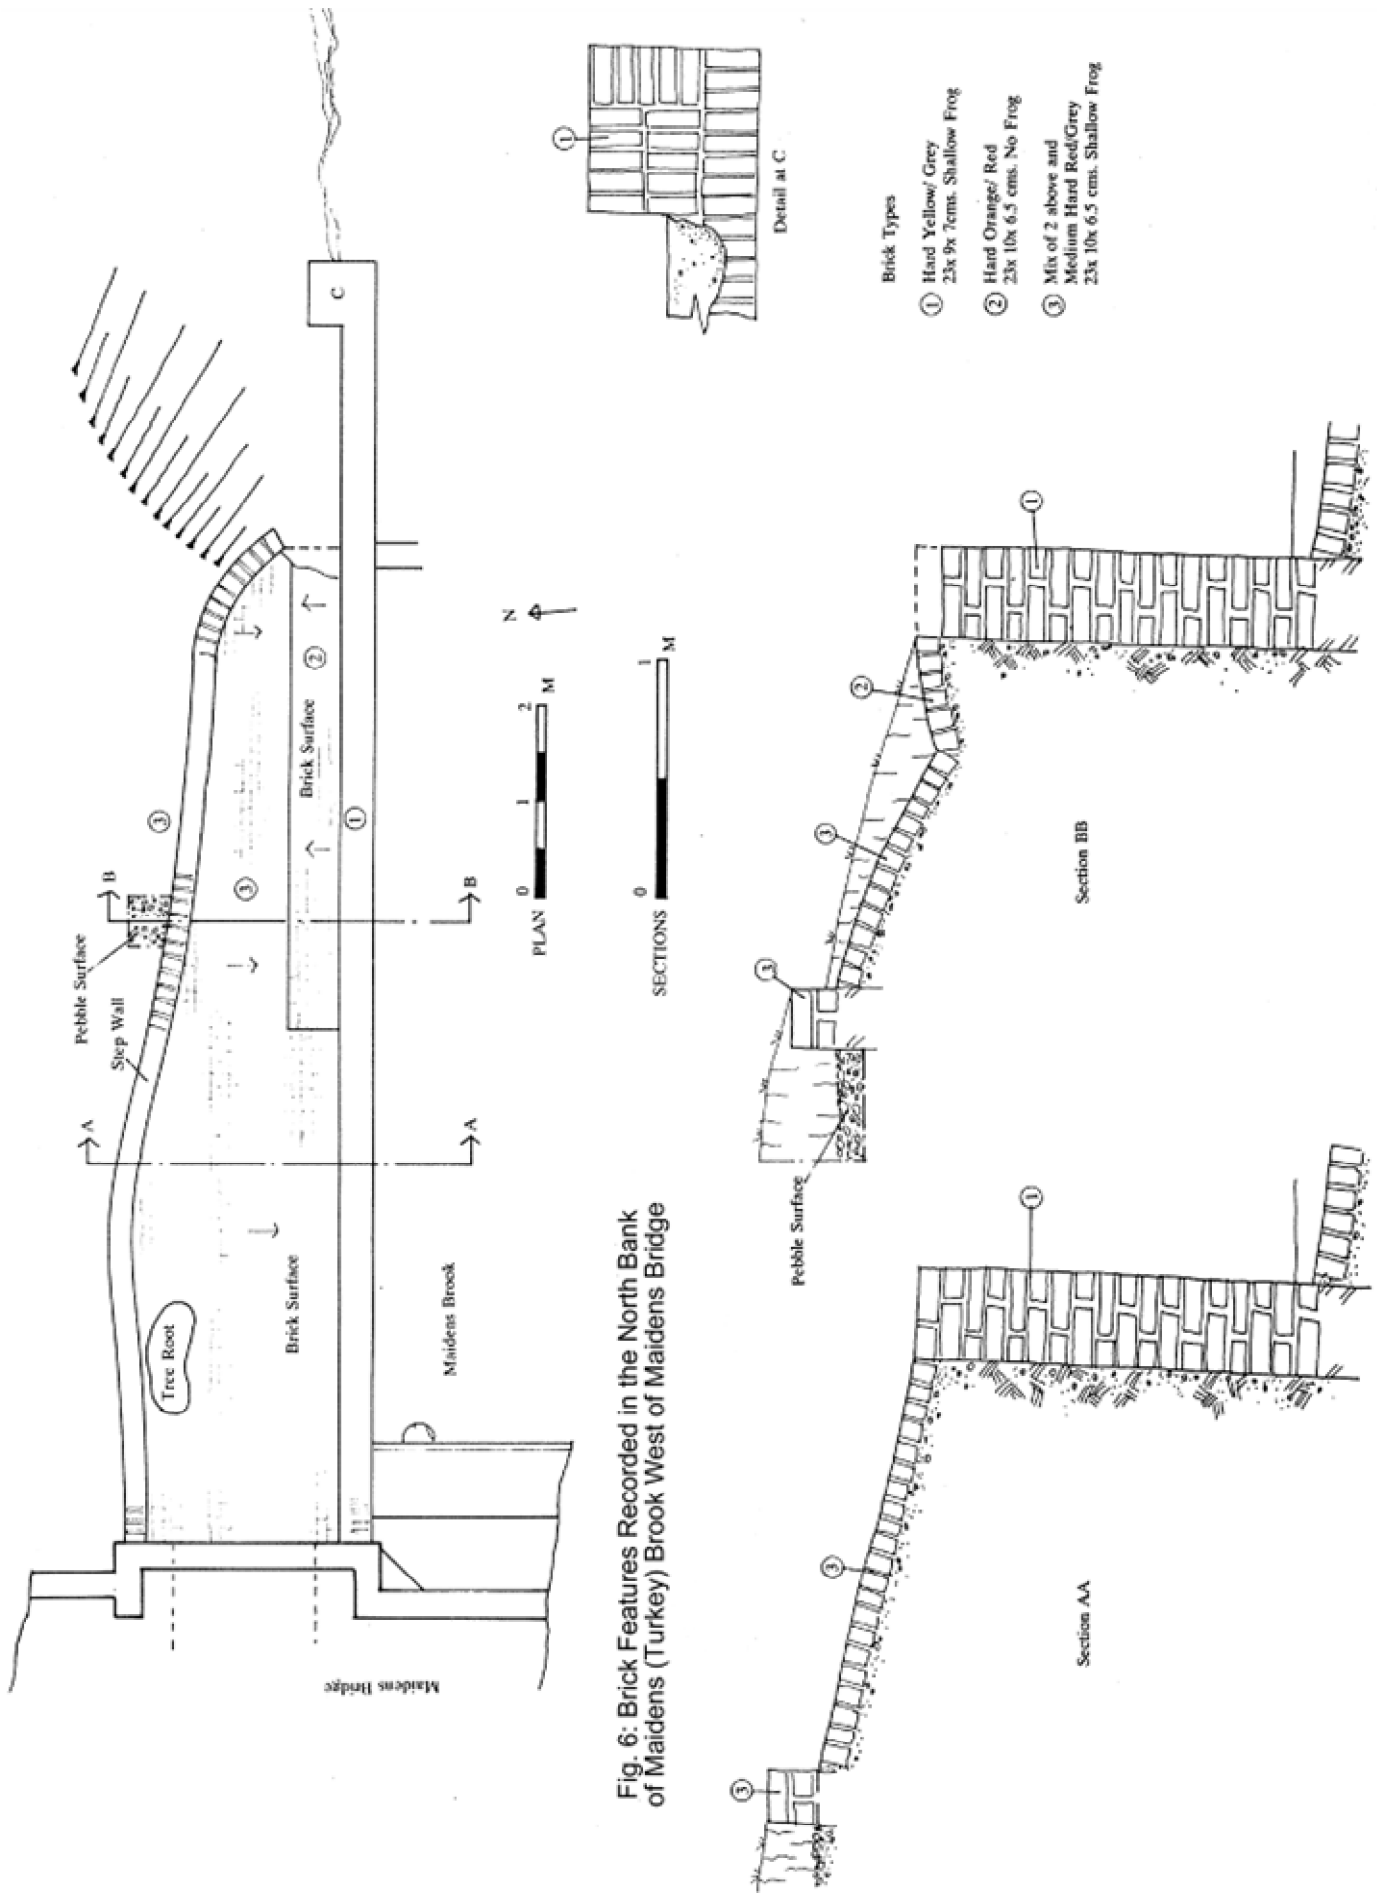 Maidens Bridge
Tree Root
Brick Surface
Maidens Brook
Step Wall
Pebble Surface
A
A
B
B
3
3
Brick Surface
2
1
C
N
PLAN
0
1
2
M
SECTIONS
0
1
M
1
Detail at C
Brick Types
1 Hard Yellow/ Grey
23x 9x 7cms. Shallow Frog
2 Hard Orange/ Red
23x 10x 6.5 cms. No Frog
3 Mix of 2 above and
Medium Hard Red/Grey
23x 10x 6.5 cms. Shallow Frog
Fig. 6: Brick Features Recorded in the North Bank
of Maidens (Turkey) Brook West of Maidens Bridge
3
3
1
Section AA
Pebble Surface
3
3
2
1
Section BB